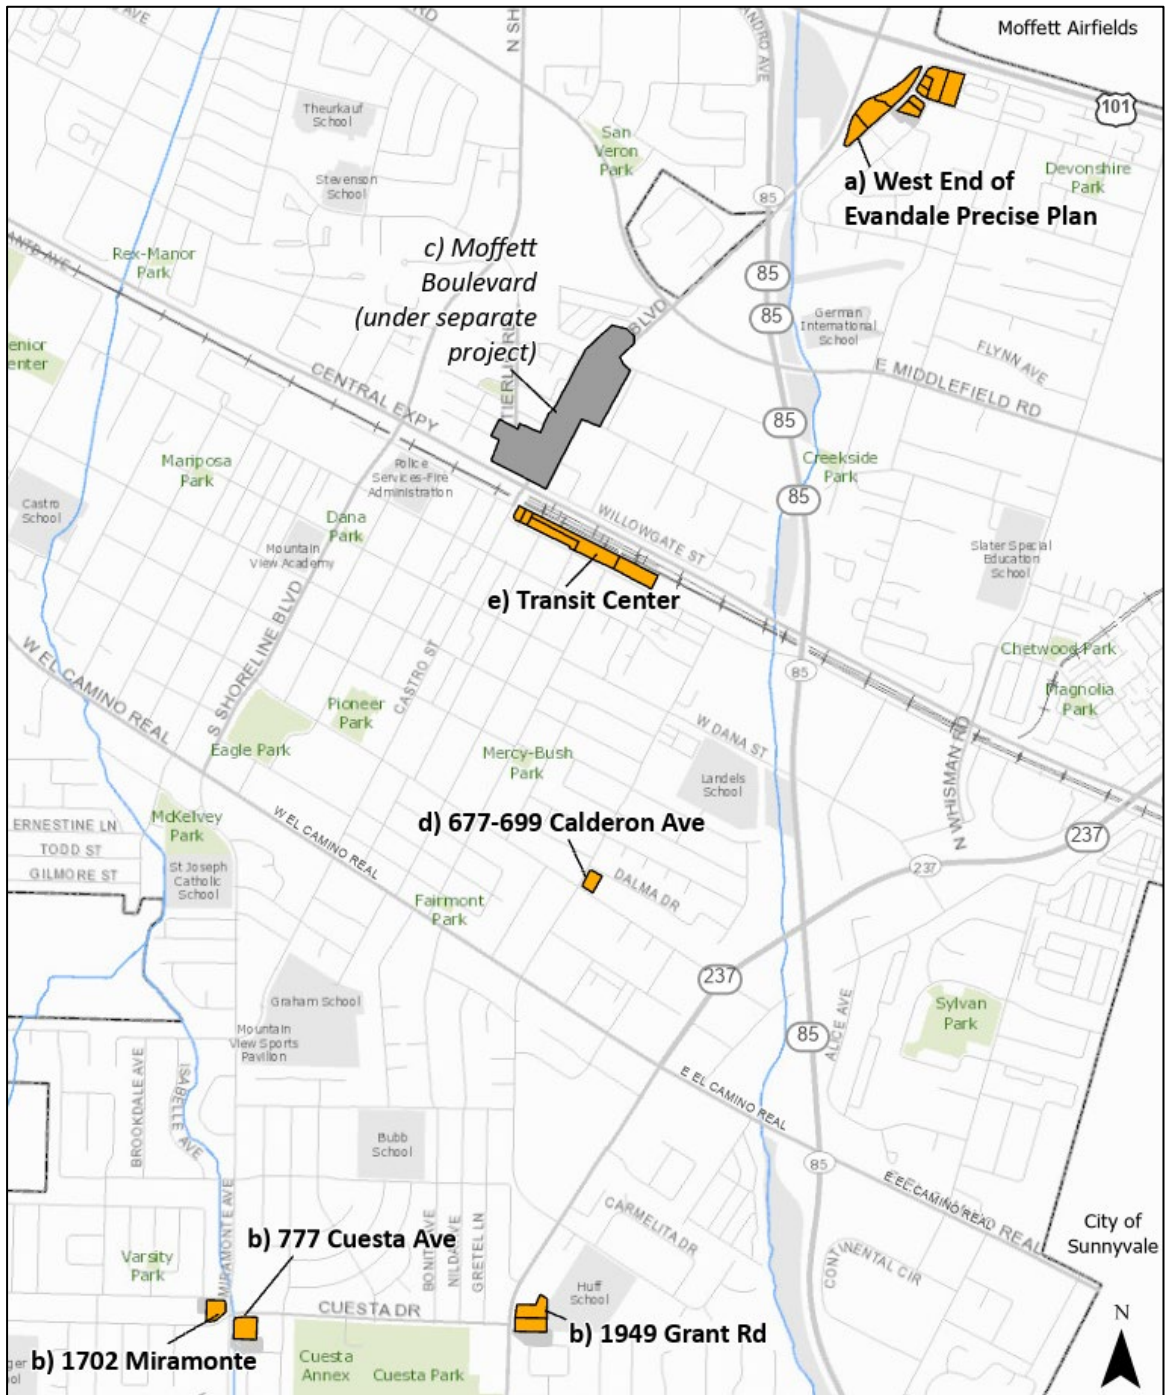 Moffett Airfields
N SH
RD
AVE
101
Theurkauf
School
San
Veron
Park
Devonshire
Park
Stevenson
School
a) West End of
Evandale Precise Plan
85
Rex-Manor
Park
c) Moffett
Boulevard
(under separate
project)
85
85
BLVD
German
International
School
FLYNN AVE
E MIDDLEFIELD RD
CENTRAL EXPY
85
Mariposa
Park
Police
Services-Fire
Administration
Creekside
Park
85
Castro
School
Dana
Park
WILLOWGATE ST
Mountain
View Academy
Slater Special
Education
School
e) Transit Center
S SHORELINE BLVD
W EL CAMINO REAL
CASTRO ST
Chetwood Park
85
Magnolia
Park
Pioneer
Park
Eagle Park
W DANA ST
Mercy-Bush
Park
Landels
School
N WHISMAN RD
McKelvey
Park
W EL CAMINO REAL
d) 677-699 Calderon Ave
237
ERNESTINE LN
TODD ST
GILMORE ST
St Joseph
Catholic
School
237
DALMA DR
Fairmont
Park
237
Graham School
Sylvan
Park
Mountain
View Sports
Pavilion
85
ALICE AVE
BROOKDALE AVE
ISABELLE AVE
E EL CAMINO REAL
Bubb
School
85
E EL CAMINO REAL
REAL
MIRAMONTE AVE
CARMELITA DR
City of
Sunnyvale
b) 777 Cuesta Ave
NILDA AVE
GRETEL LN
Varsity
Park
CONTINENTAL CIR
Huff
School
CUESTA DR
N
b) 1949 Grant Rd
b) 1702 Miramonte
Cuesta
Annex
Cuesta Park